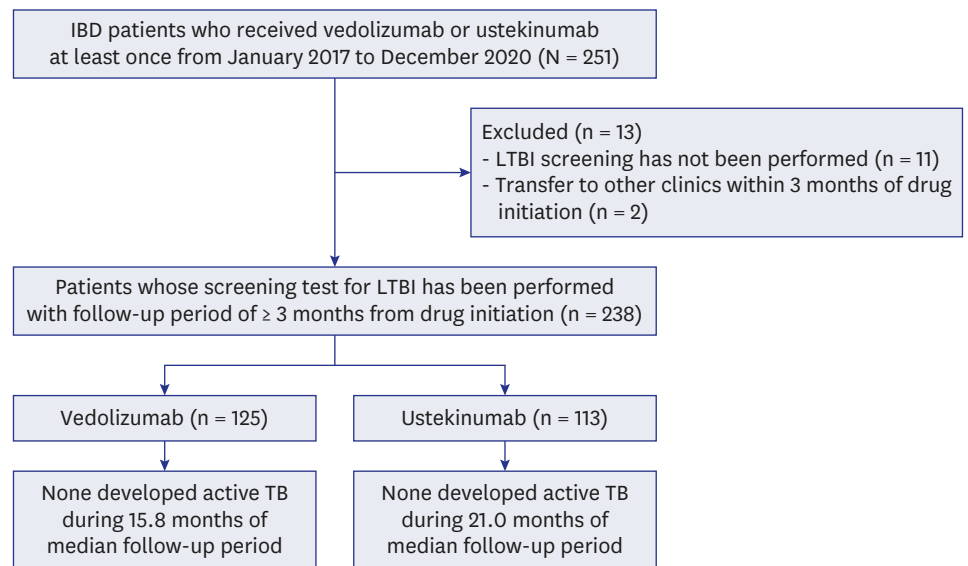 IBD patients who received vedolizumab or ustekinumab
at least once from January 2017 to December 2020 (N = 251)
Excluded (n = 13)
- LTBI screening has not been performed (n = 11)
- Transfer to other clinics within 3 months of drug
initiation (n = 2)
Patients whose screening test for LTBI has been performed
with follow-up period of ≥ 3 months from drug initiation (n = 238)
Vedolizumab (n = 125)
Ustekinumab (n = 113)
None developed active TB
during 15.8 months of
median follow-up period
None developed active TB
during 21.0 months of
median follow-up period